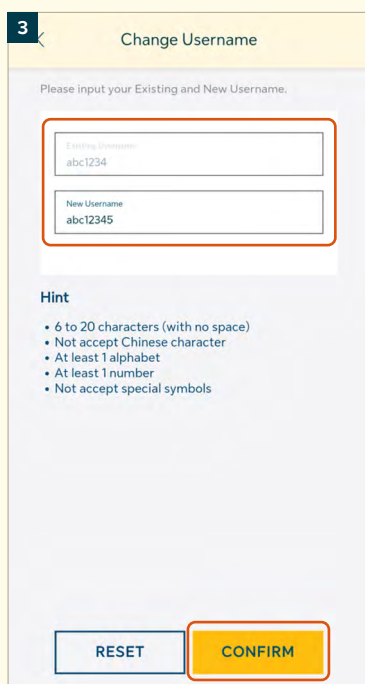 3
Change Username
Please input your Existing and New Username.
Existing Username
abc1234
New Username
abc12345
Hint
• 6 to 20 characters (with no space)
• Not accept Chinese character
• At least 1 alphabet
• At least 1 number
• Not accept special symbols
RESET
CONFIRM